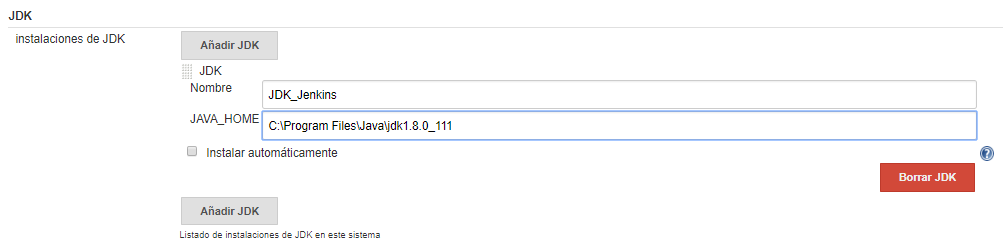 JDK
instalaciones de JDK
Añadir JDK
JDK
Nombre
JDK_Jenkins
JAVA_HOME
C:\Program Files\Java\jdk1.8.0_111
Instalar automáticamente
?
Borrar JDK
Añadir JDK
Listado de instalaciones de JDK en este sistema